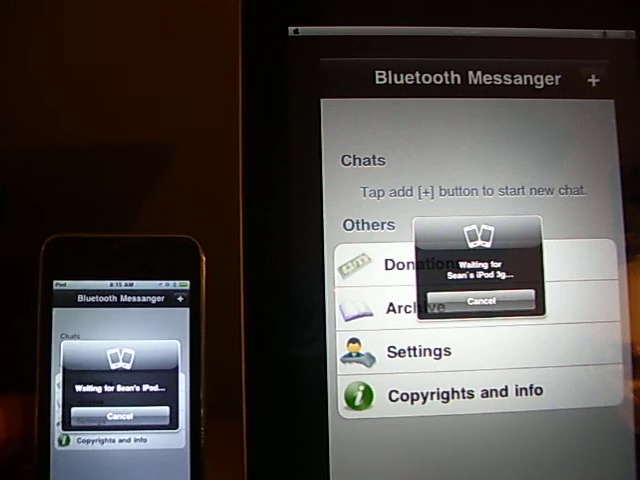 iPod 8:15 AM
Bluetooth Messanger +
Chats
Waiting for Sean's iPod...
Cancel
Copyrights and info
Bluetooth Messanger +
Chats
Tap add [+] button to start new chat.
Others
Donations
Waiting for
Sean's iPod 3g...
Cancel
Archive
Settings
Copyrights and info